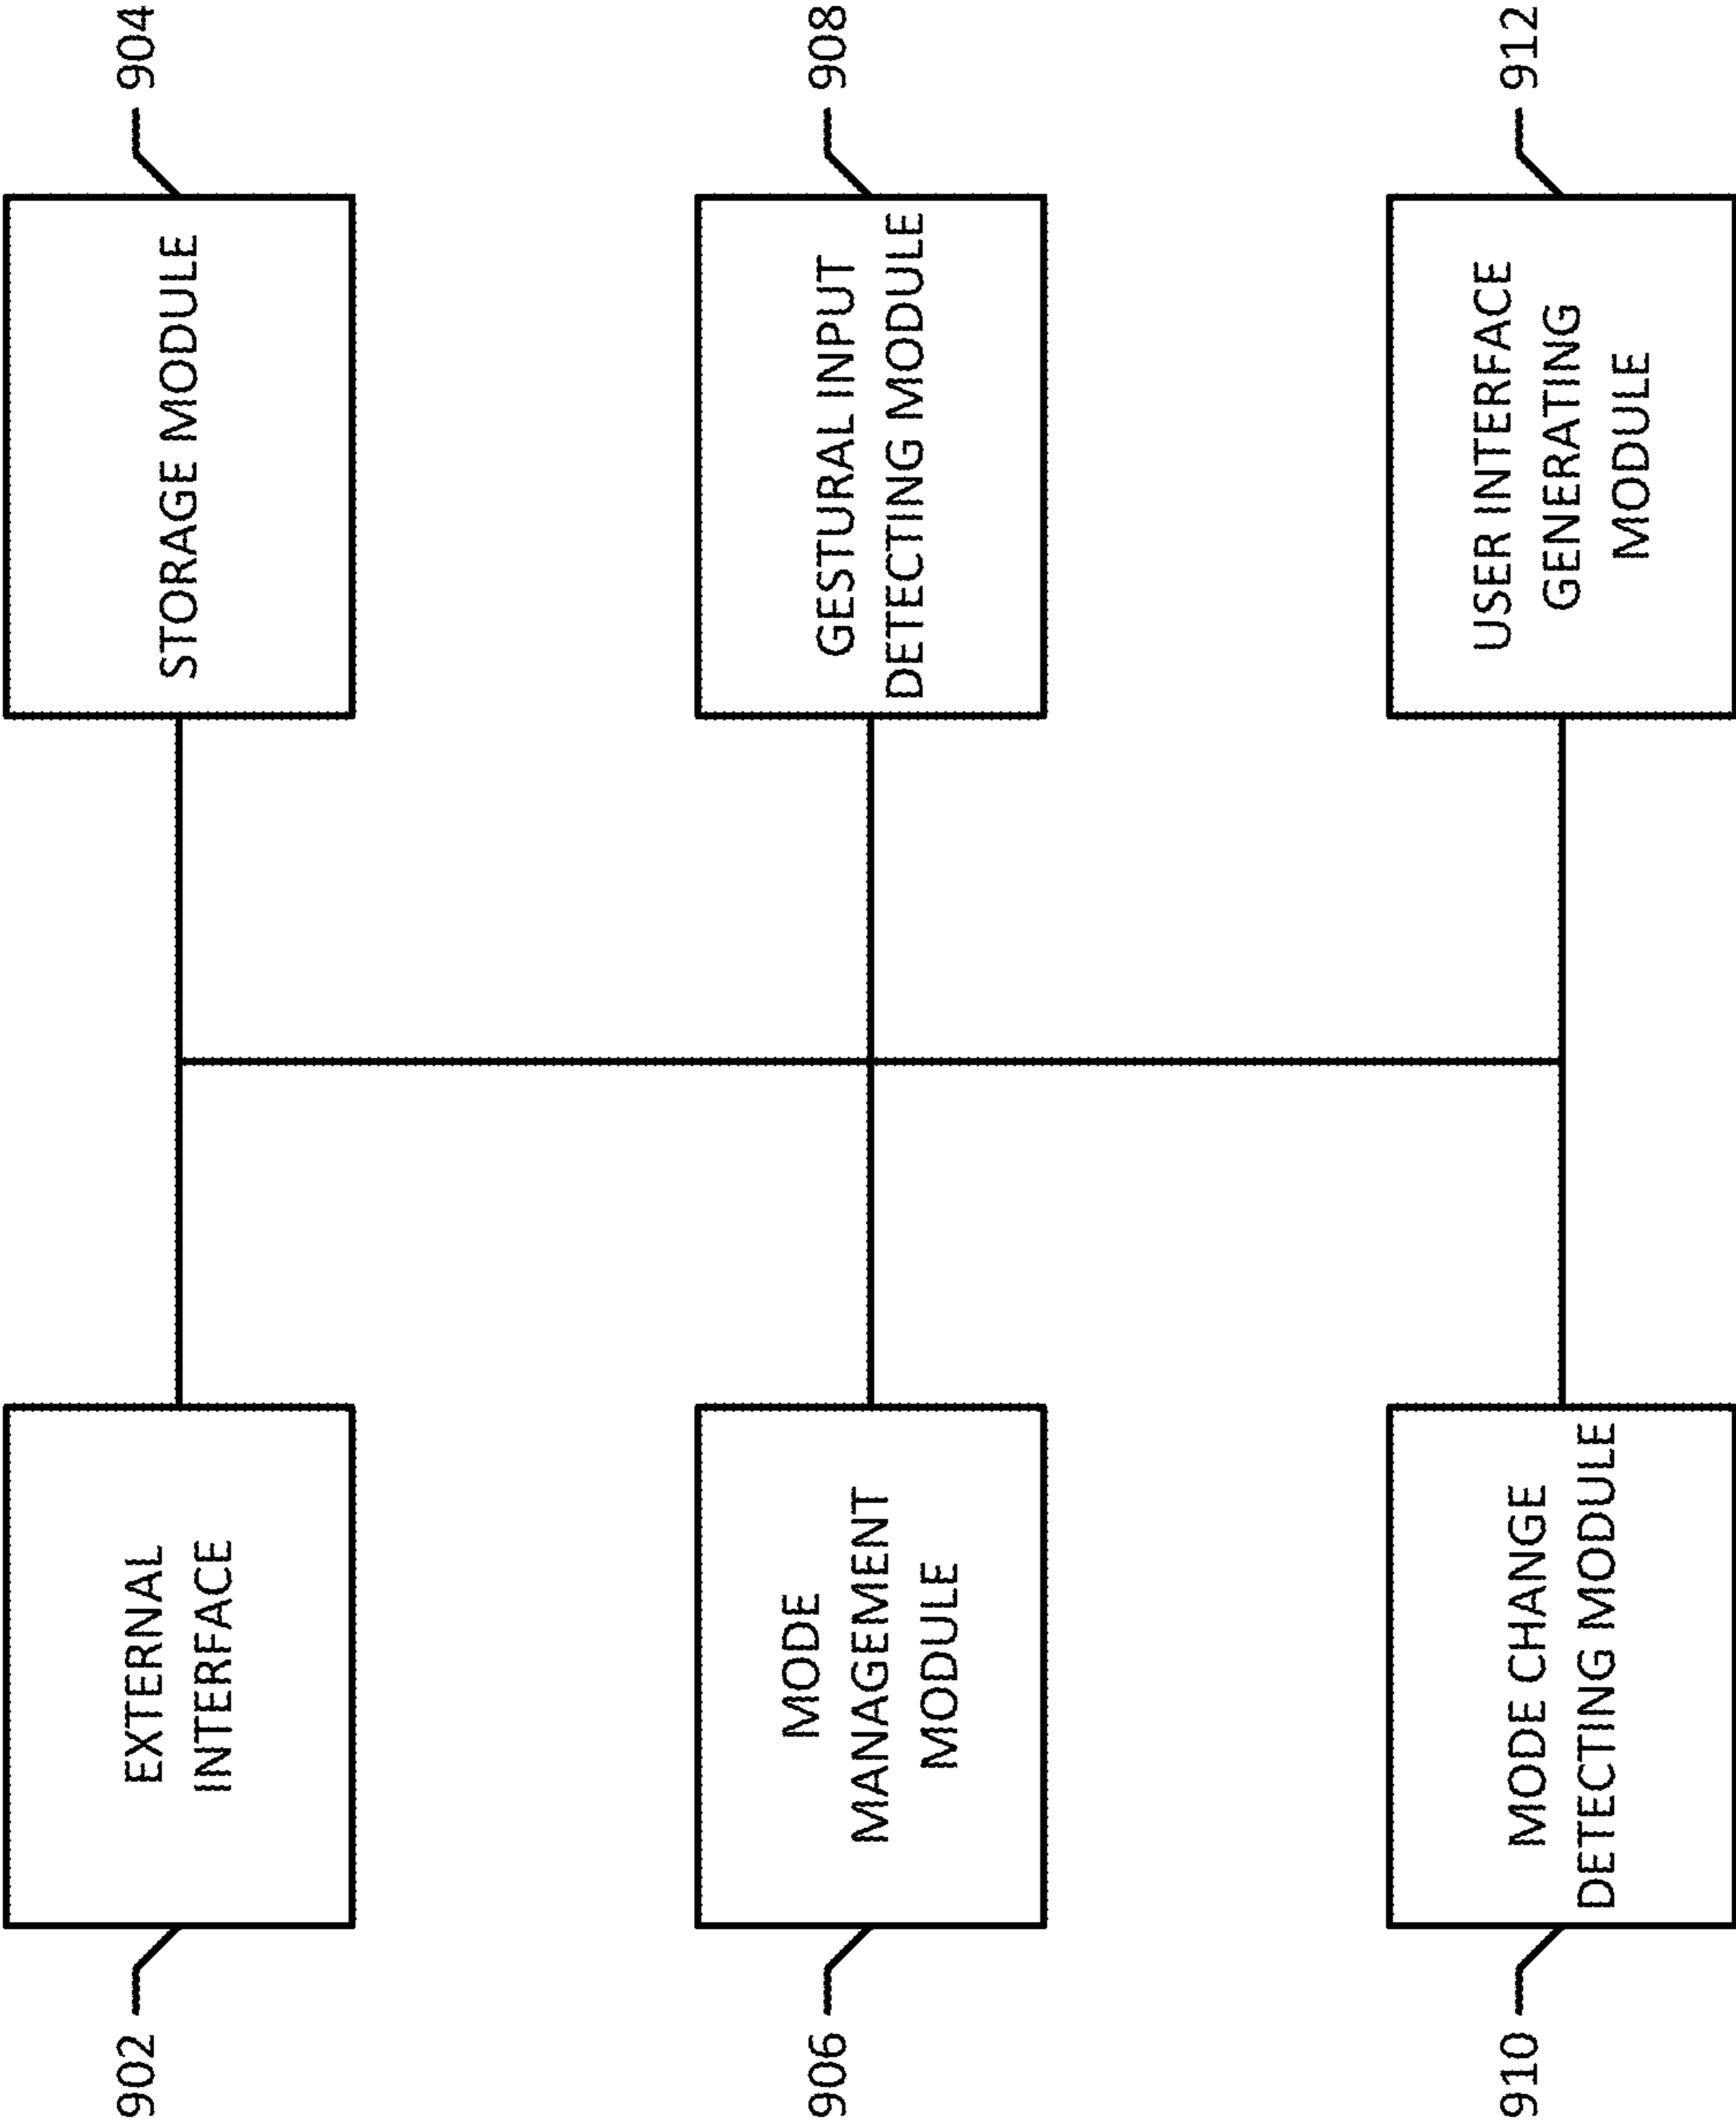 902
EXTERNAL
INTERFACE
STORAGE MODULE
904
906
MODE
MANAGEMENT
MODULE
GESTURAL INPUT
DETECTING MODULE
908
910
MODE CHANGE
DETECTING MODULE
USER INTERFACE
GENERATING
MODULE
912